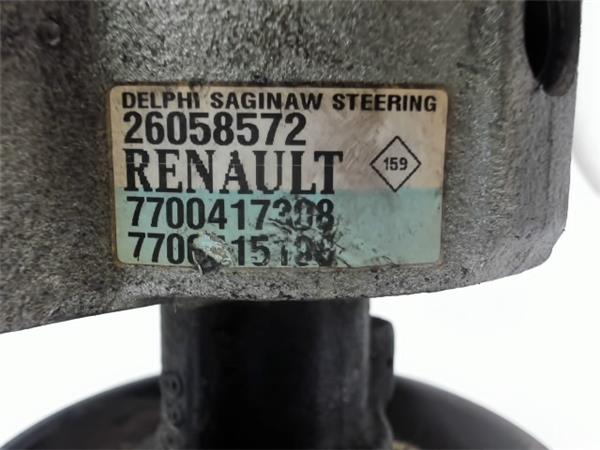 DELPHI SAGINAW STEERING
26058572
RENAULT
159
7700417308